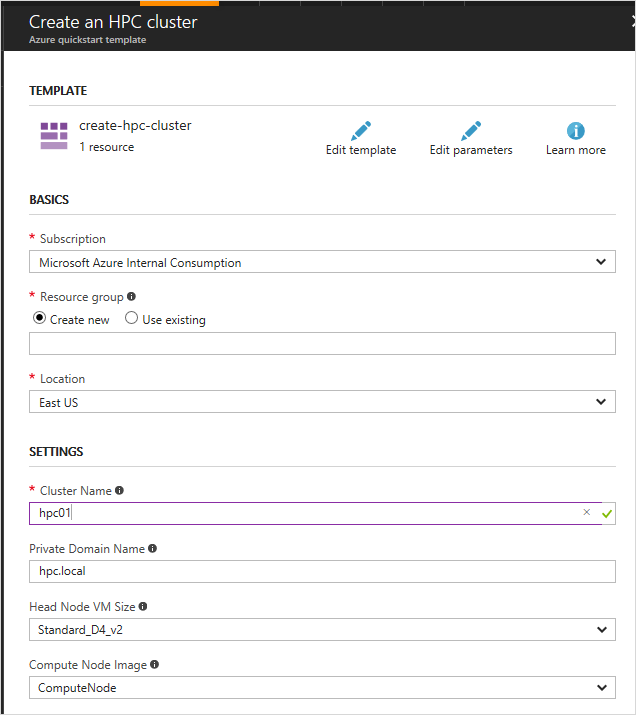 Create an HPC cluster
Azure quickstart template
TEMPLATE
create-hpc-cluster
1 resource
Edit template
Edit parameters
Learn more
BASICS
* Subscription
Microsoft Azure Internal Consumption
* Resource group
Create new
Use existing
* Location
East US
SETTINGS
* Cluster Name
hpc01
Private Domain Name
hpc.local
Head Node VM Size
Standard_D4_v2
Compute Node Image
ComputeNode